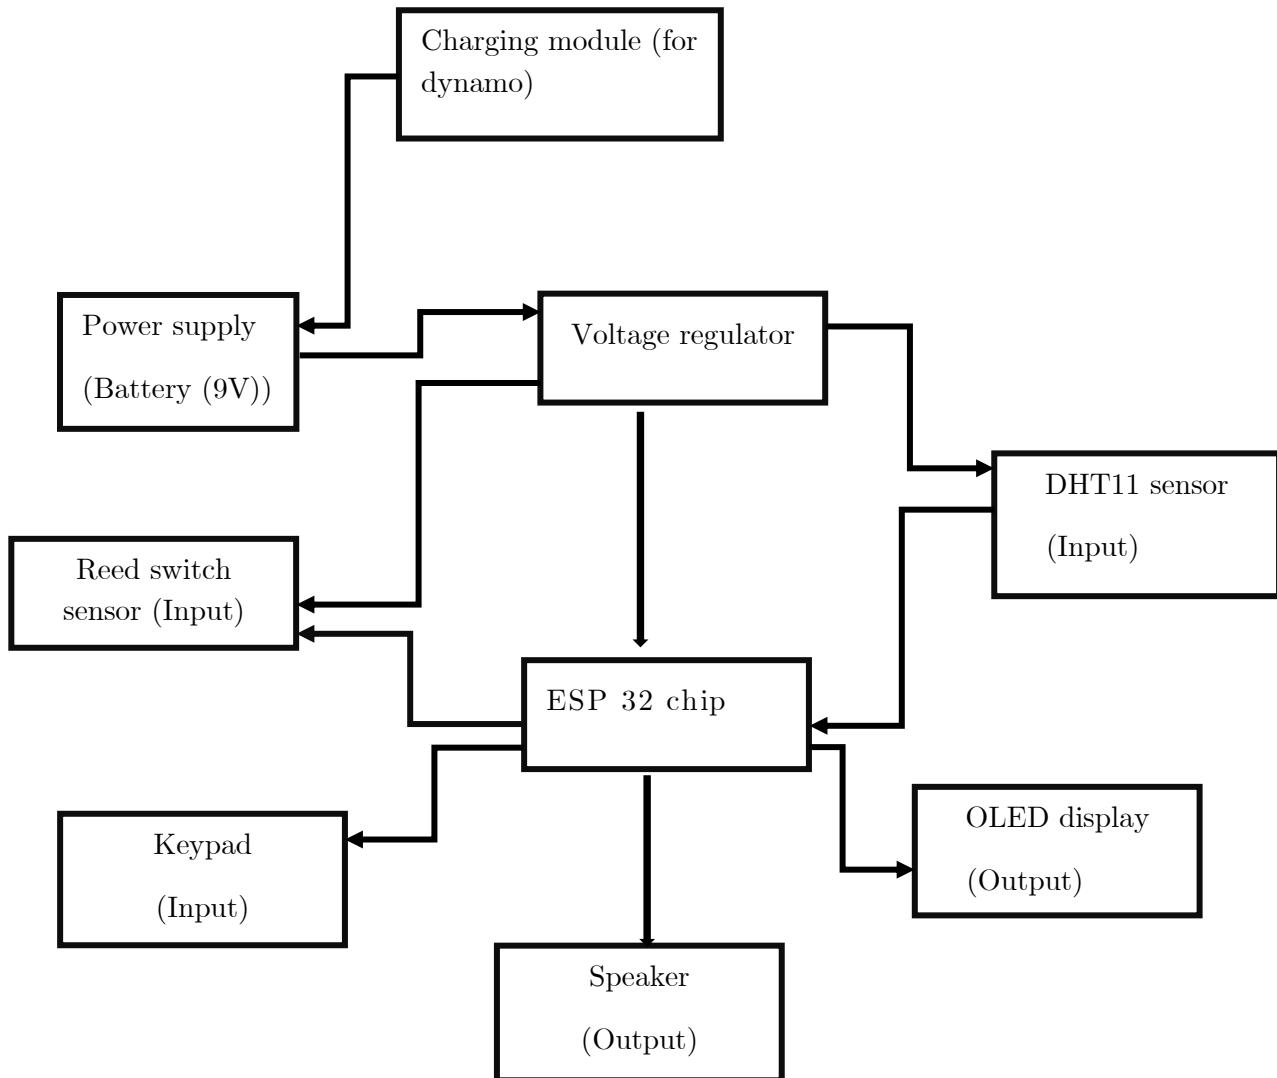 Charging module (for
dynamo)
Power supply
(Battery (9V))
Voltage regulator
DHT11 sensor
(Input)
Reed switch
sensor (Input)
ESP 32 chip
Keypad
(Input)
OLED display
(Output)
Speaker
(Output)